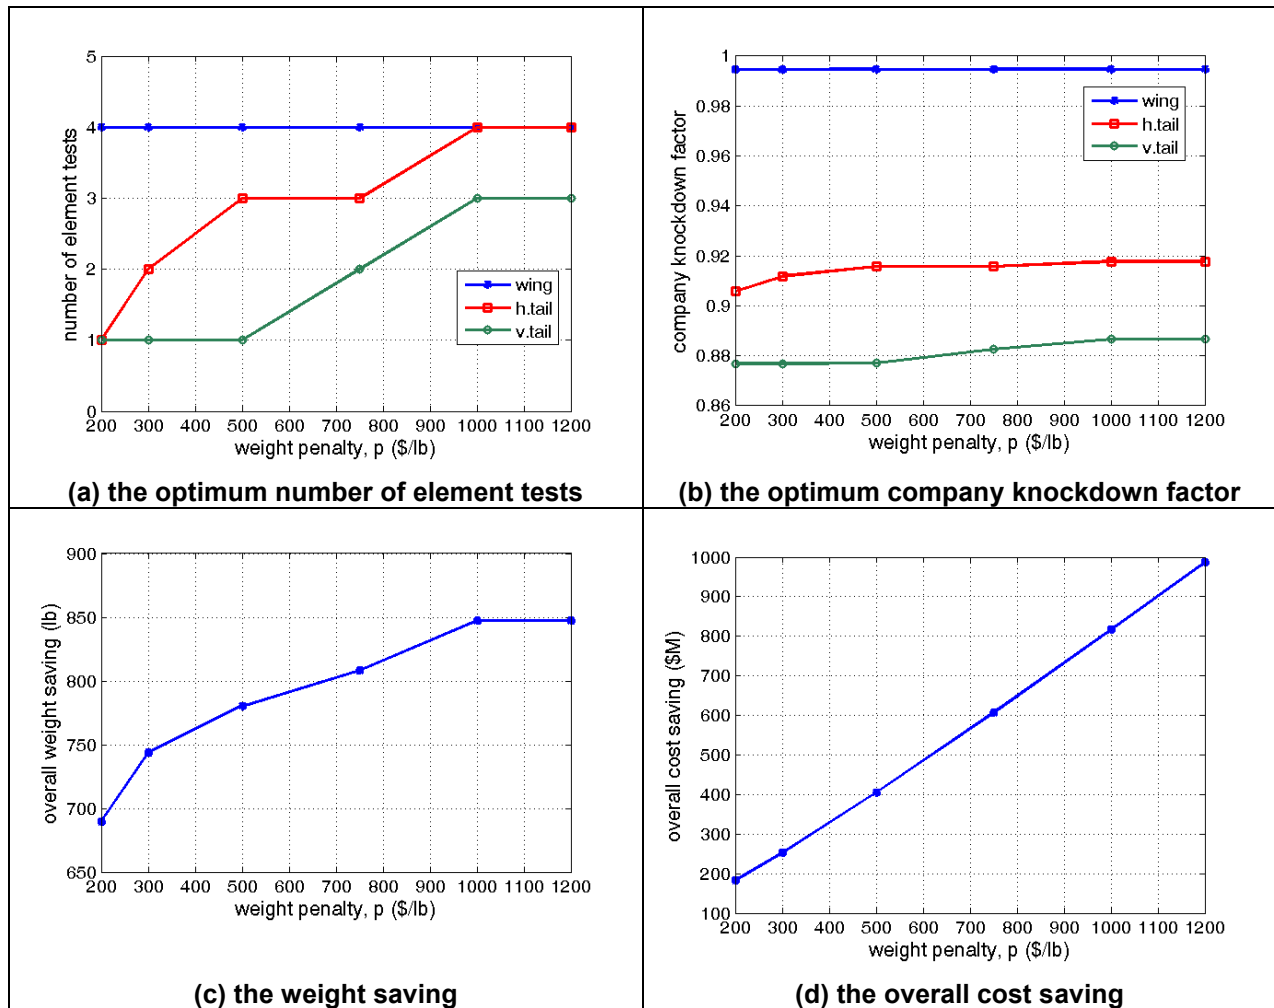 5
4
3
2
1
0
number of element tests
wing
h.tail
v.tail
200 300 400 500 600 700 800 900 1000 1100 1200
weight penalty, p ($/lb)
(a) the optimum number of element tests
1
0.98
0.96
0.94
0.92
0.9
0.88
0.86
company knockdown factor
wing
h.tail
v.tail
200 300 400 500 600 700 800 900 1000 1100 1200
weight penalty, p ($/lb)
(b) the optimum company knockdown factor
900
850
800
750
700
650
overall weight saving (lb)
200 300 400 500 600 700 800 900 1000 1100 1200
weight penalty, p ($/lb)
(c) the weight saving
1000
900
800
700
600
500
400
300
200
100
overall cost saving ($M)
200 300 400 500 600 700 800 900 1000 1100 1200
weight penalty, p ($/lb)
(d) the overall cost saving